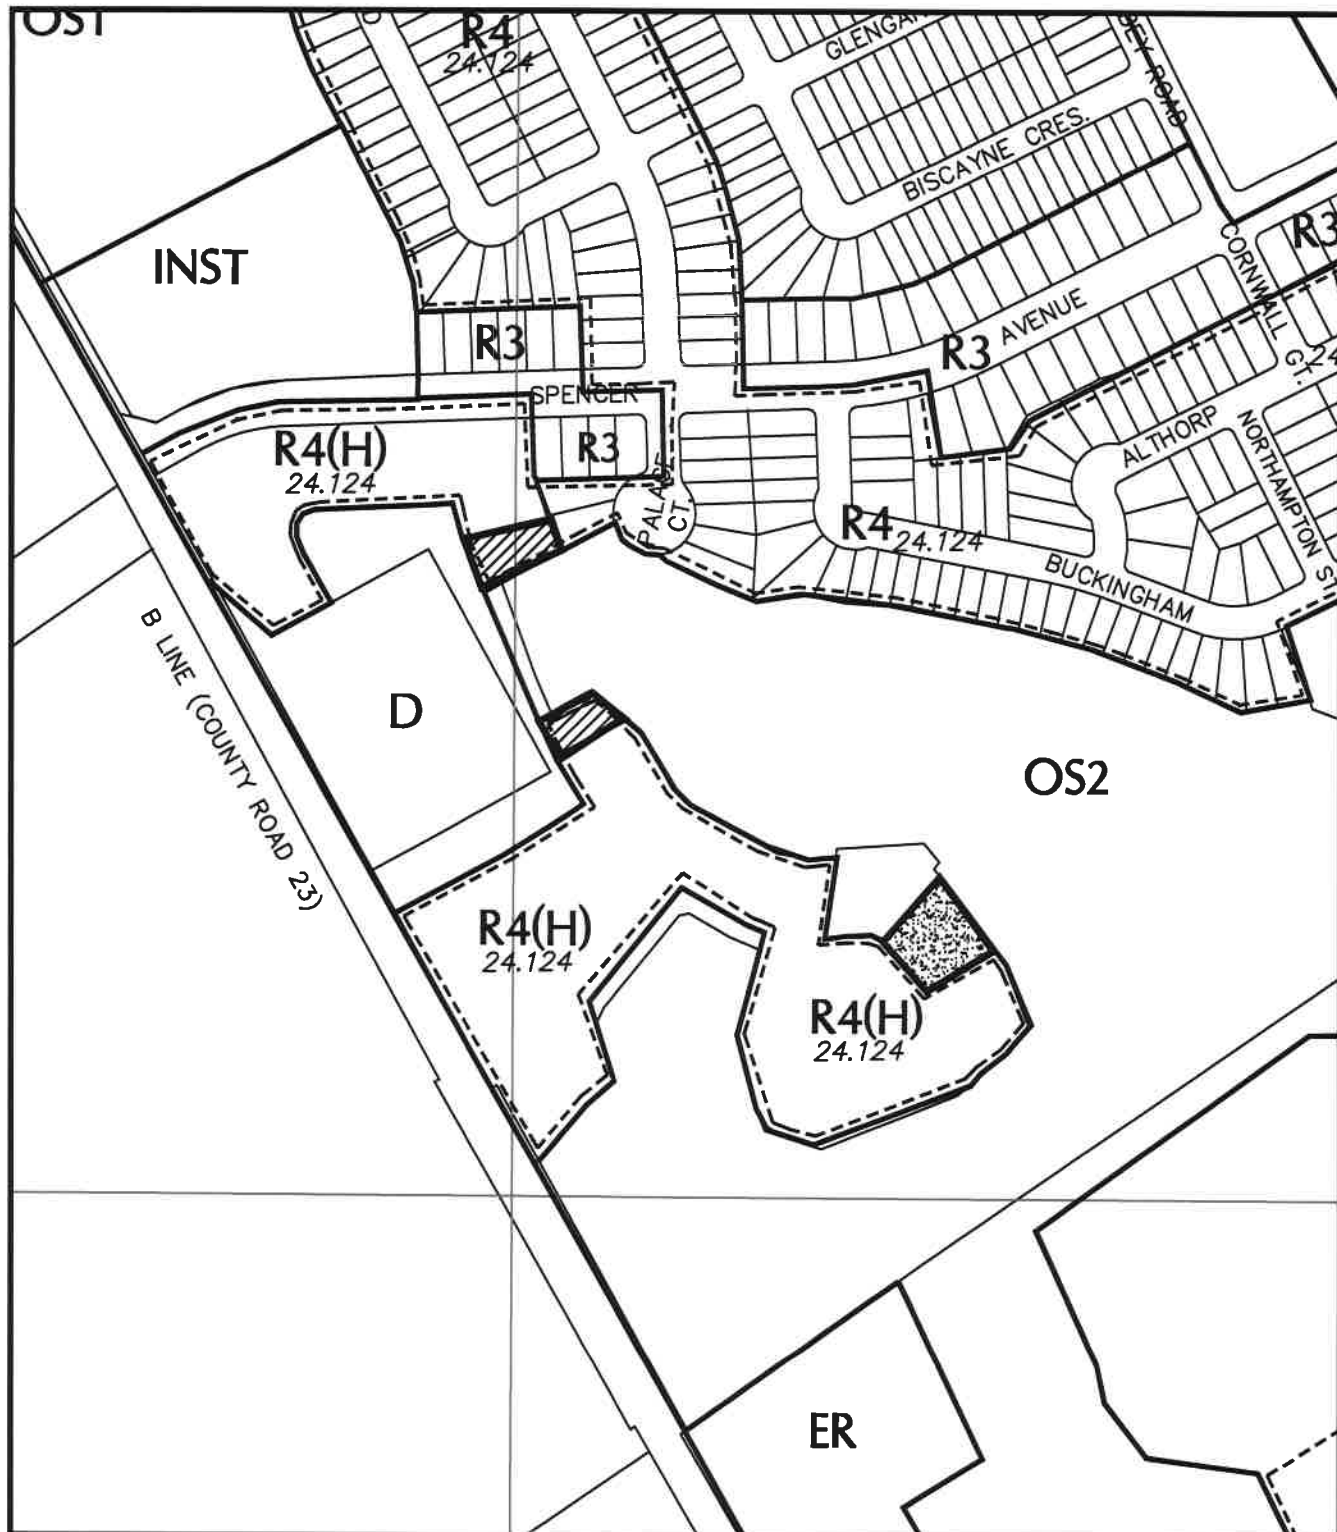 OS1
R4
24.124
BISCAYNE CRES.
ROAD
INST
R3
CORNWALL GT.
R3
R3
AVENUE
24
SPENCER
R3
PALACE
CT.
R4(H)
24.124
ALTHORP
NORTHAMPTON ST
R4
24.124
BUCKINGHAM
B LINE (COUNTY ROAD 23)
D
OS2
R4(H)
24.124
R4(H)
24.124
ER